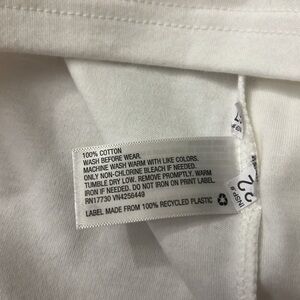 100% COTTON
WASH BEFORE WEAR.
MACHINE WASH WARM WITH LIKE COLORS.
ONLY NON-CHLORINE BLEACH IF NEEDED.
TUMBLE DRY LOW. REMOVE PROMPTLY. WARM
IRON IF NEEDED. DO NOT IRON ON PRINT LABEL.
RN17730 VN4256449
LABEL MADE FROM 100% RECYCLED PLASTIC
INSP.#
22